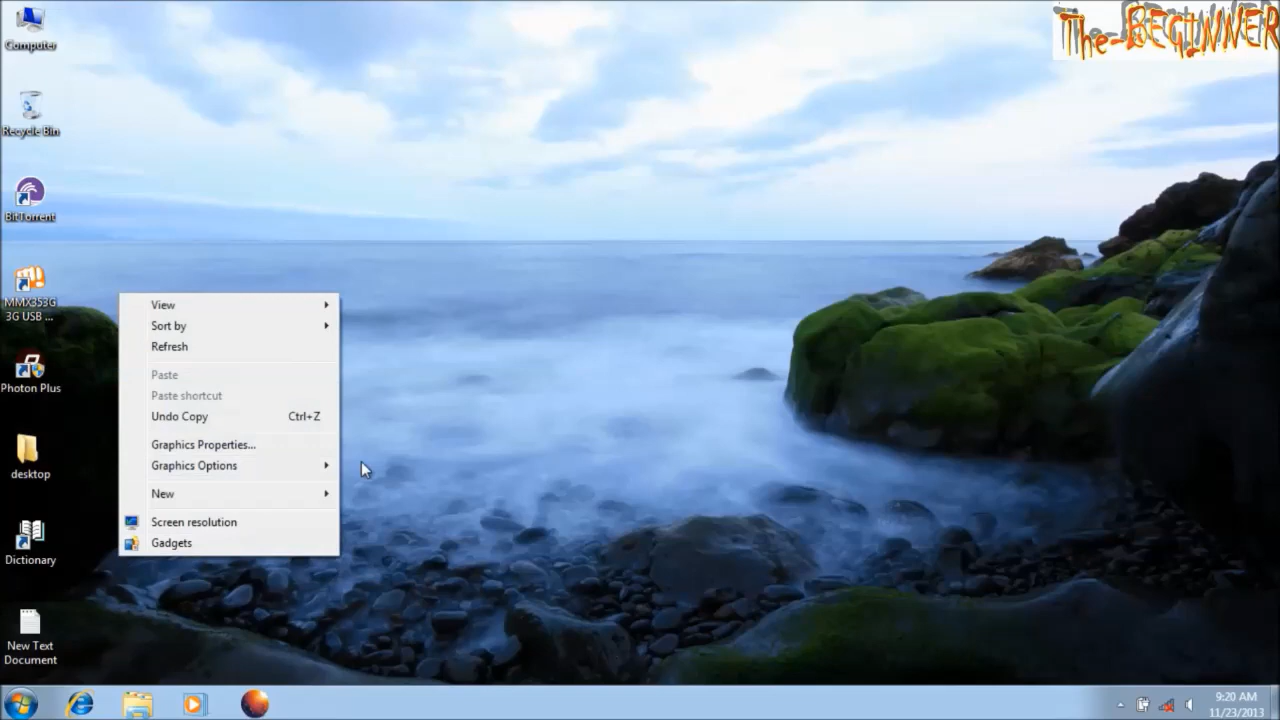 The-BEGINNER
Computer
Recycle Bin
BitTorrent
MMX353G
3G USB ...
Photon Plus
desktop
Dictionary
New Text
Document
View
Sort by
Refresh
Paste
Paste shortcut
Undo Copy Ctrl+Z
Graphics Properties...
Graphics Options
New
Screen resolution
Gadgets
9:20 AM
11/23/2013